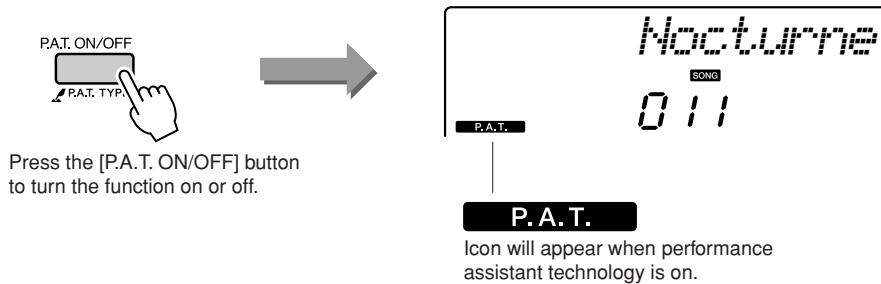 P.A.T. ON/OFF
P.A.T. TYP
Press the [P.A.T. ON/OFF] button
to turn the function on or off.
Nocturne
SONG
011
P.A.T.
P.A.T.
Icon will appear when performance
assistant technology is on.